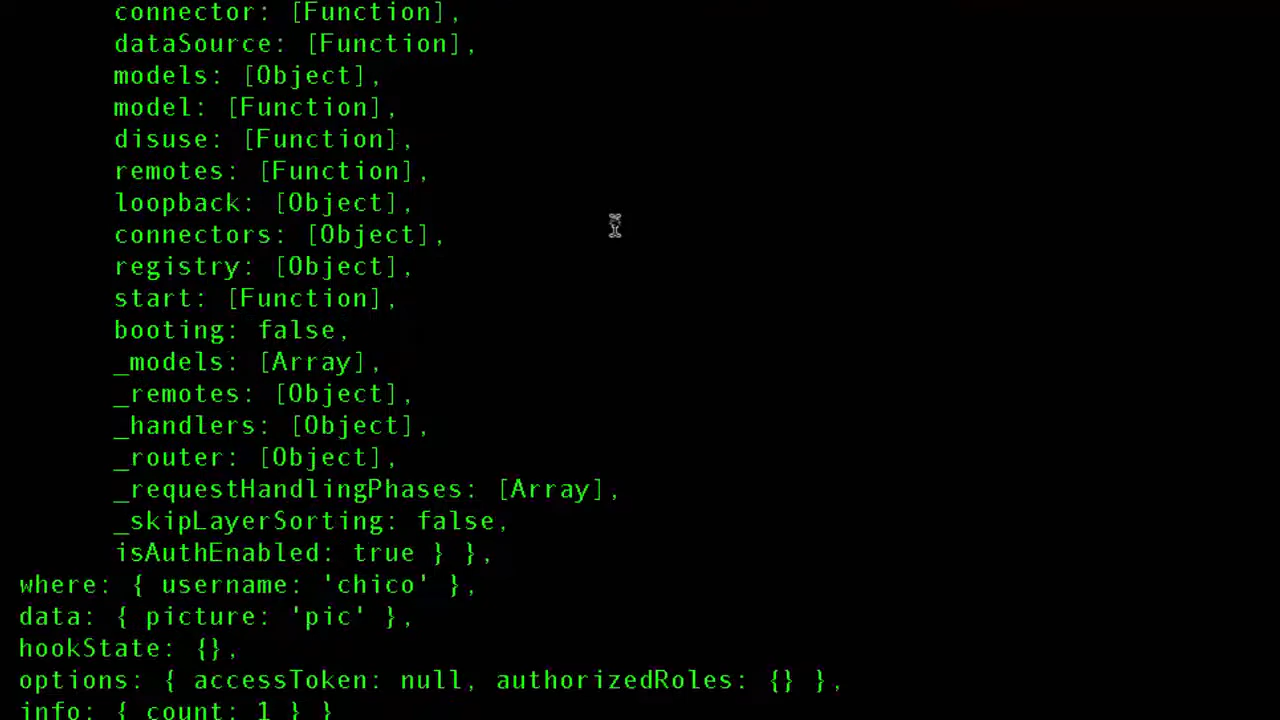 connector: [Function],
dataSource: [Function],
models: [Object],
model: [Function],
disuse: [Function],
remotes: [Function],
loopback: [Object],
connectors: [Object],
registry: [Object],
start: [Function],
booting: false,
_models: [Array],
_remotes: [Object],
_handlers: [Object],
_router: [Object],
_requestHandlingPhases: [Array],
_skipLayerSorting: false,
isAuthEnabled: true } },
where: { username: 'chico' },
data: { picture: 'pic' },
hookState: {},
options: { accessToken: null, authorizedRoles: {} },
info: { count: 1 } }